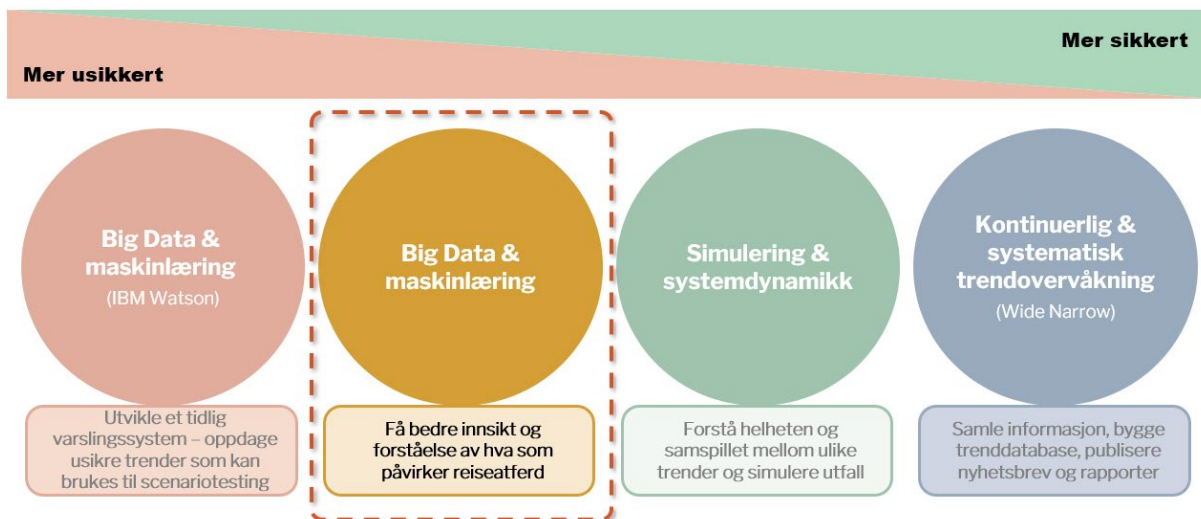 Mer sikkert
Mer usikkert
Big Data &
maskinlæring
(IBM Watson)
Utvikle et tidlig
varslingssystem – oppdage
usikre trender som kan
brukes til scenariotesting
Big Data &
maskinlæring
Få bedre innsikt og
forståelse av hva som
påvirker reiseatferd
Simulering &
systemdynamikk
Forstå helheten og
samspillet mellom ulike
trender og simulere utfall
Kontinuerlig &
systematisk
trendovervåkning
(Wide Narrow)
Samle informasjon, bygge
trenddatabase, publisere
nyhetsbrev og rapporter